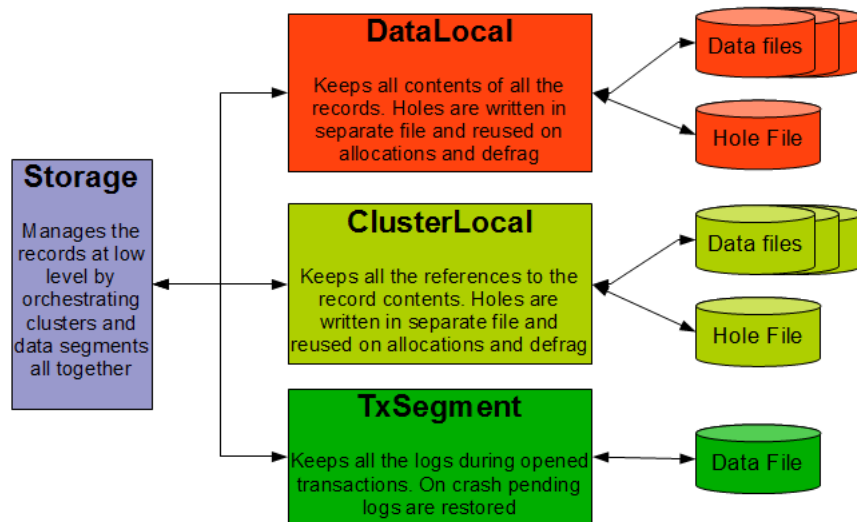 Storage
Manages the
records at low
level by
orchestrating
clusters and
data segments
all together
DataLocal
Keeps all contents of all the
records. Holes are written in
separate file and reused on
allocations and defrag
Data files
Hole File
ClusterLocal
Keeps all the references to the
record contents. Holes are
written in separate file and
reused on allocations and defrag
Data files
Hole File
TxSegment
Keeps all the logs during opened
transactions. On crash pending
logs are restored
Data File